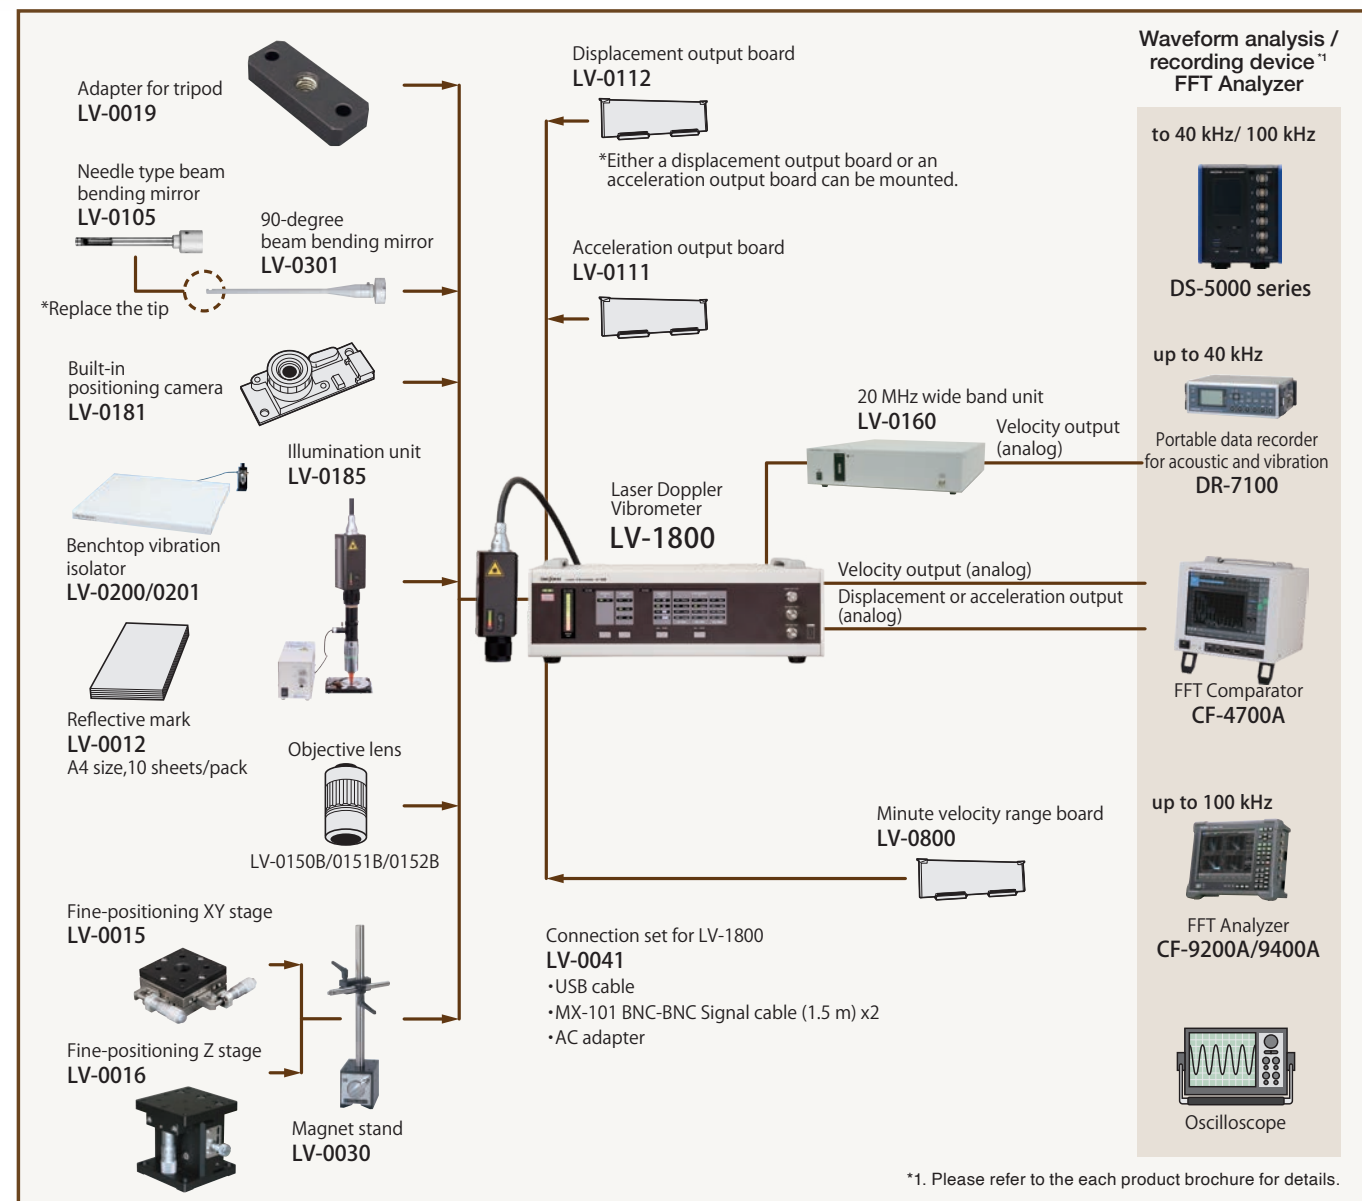 Adapter for tripod
LV-0019
Needle type beam
bending mirror
LV-0105
*Replace the tip
90-degree
beam bending mirror
LV-0301
Built-in
positioning camera
LV-0181
Illumination unit
LV-0185
Benchtop vibration
isolator
LV-0200/0201
Reflective mark
LV-0012
A4 size,10 sheets/pack
Objective lens
LV-0150B/0151B/0152B
Fine-positioning XY stage
LV-0015
Fine-positioning Z stage
LV-0016
Magnet stand
LV-0030
Displacement output board
LV-0112
*Either a displacement output board or an
acceleration output board can be mounted.
Acceleration output board
LV-0111
20 MHz wide band unit
LV-0160
Velocity output
(analog)
Laser Doppler
Vibrometer
LV-1800
Velocity output (analog)
Displacement or acceleration output
(analog)
Minute velocity range board
LV-0800
Connection set for LV-1800
LV-0041
・USB cable
・MX-101 BNC-BNC Signal cable (1.5 m) x2
・AC adapter
Waveform analysis /
recording device *1
FFT Analyzer
to 40 kHz/ 100 kHz
DS-5000 series
up to 40 kHz
Portable data recorder
for acoustic and vibration
DR-7100
FFT Comparator
CF-4700A
up to 100 kHz
FFT Analyzer
CF-9200A/9400A
Oscilloscope
*1. Please refer to the each product brochure for details.